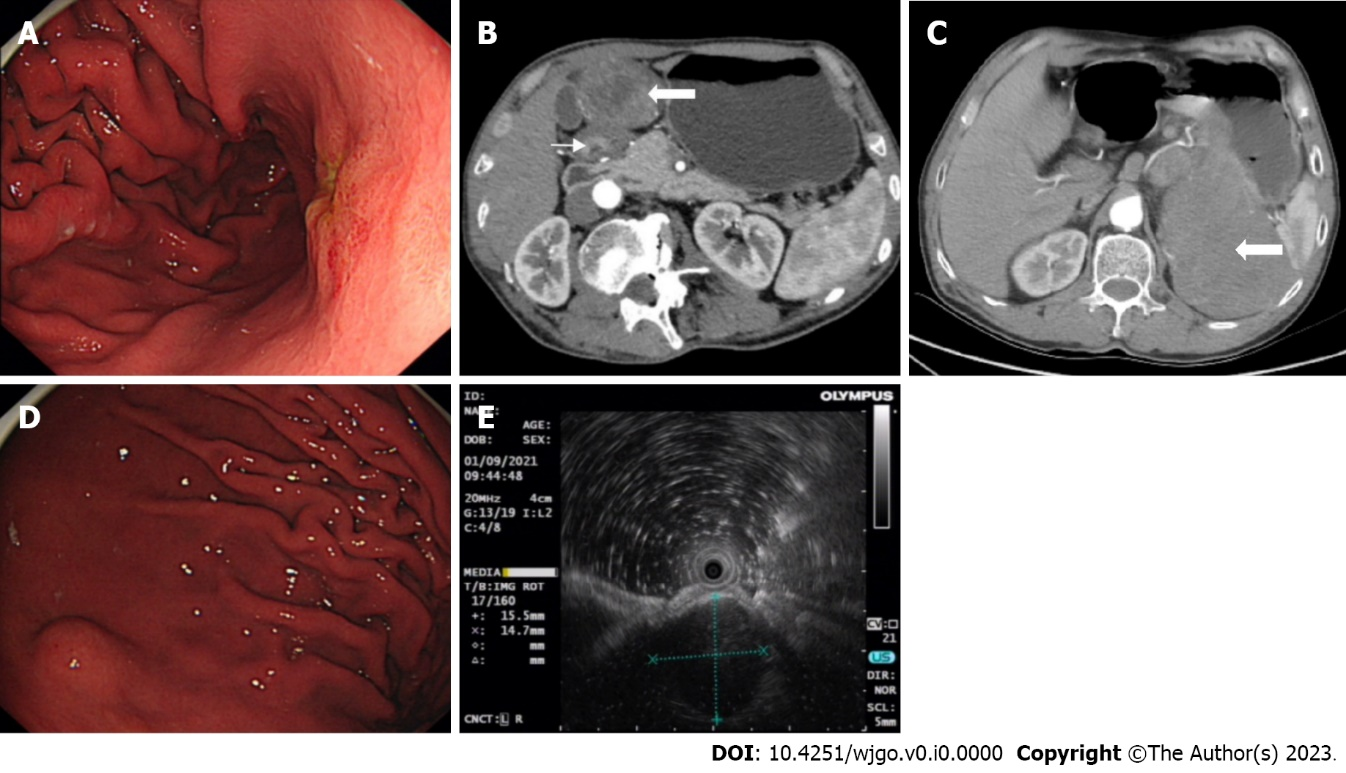 A
B
C
D
E
ID:
NA
AGE:
DOB: SEX:
01/09/2021
09:44:48
20MHz 4cm
G:13/19 I:L2
C:4/8
MEDIA
T/B:IMG ROT
17/160
+: 15.5mm
×: 14.7mm
◇: mm
△: mm
CNCT:L R
OLYMPUS
CV:□
21
US
DIR:
NOR
SCL:
5mm
DOI: 10.4251/wjgo.v0.i0.0000 Copyright ©The Author(s) 2023.